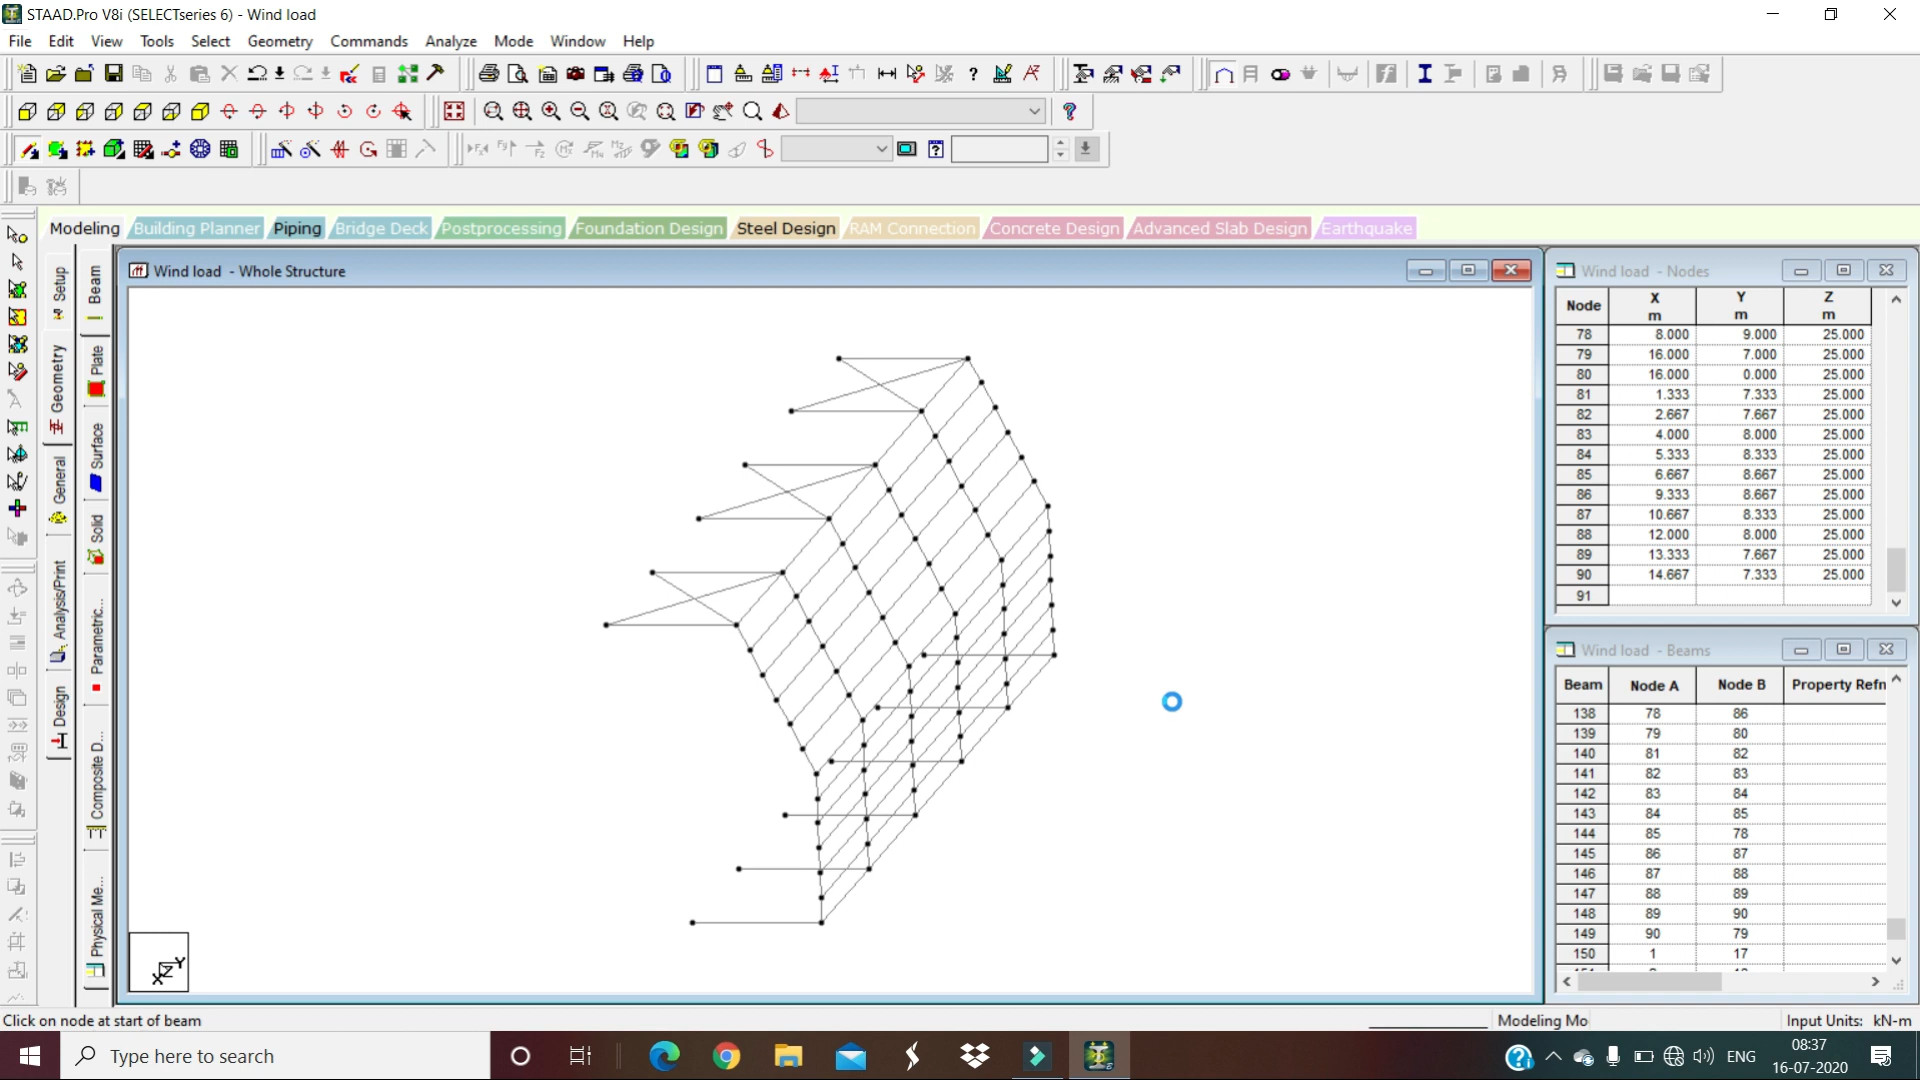 STAAD.Pro V8i (SELECTseries 6) - Wind load
File Edit View Tools Select Geometry Commands Analyze Mode Window Help
Modeling Building Planner Piping Bridge Deck Postprocessing Foundation Design Steel Design RAM Connection Concrete Design Advanced Slab Design Earthquake
Setup
Geometry
General
Analysis/Print
Design
Beam
Plate
Surface
Solid
Parametric...
Composite D...
Physical Me...
Wind load - Whole Structure
Y
Z
X
Wind load - Nodes
Node X m Y m Z m
78 8.000 9.000 25.000
79 16.000 7.000 25.000
80 16.000 0.000 25.000
81 1.333 7.333 25.000
82 2.667 7.667 25.000
83 4.000 8.000 25.000
84 5.333 8.333 25.000
85 6.667 8.667 25.000
86 9.333 8.667 25.000
87 10.667 8.333 25.000
88 12.000 8.000 25.000
89 13.333 7.667 25.000
90 14.667 7.333 25.000
91
Wind load - Beams
Beam Node A Node B Property Refn
138 78 86
139 79 80
140 81 82
141 82 83
142 83 84
143 84 85
144 85 78
145 86 87
146 87 88
147 88 89
148 89 90
149 90 79
150 1 17
Click on node at start of beam
Modeling Mo
Input Units: kN-m
Type here to search
ENG
08:37
16-07-2020